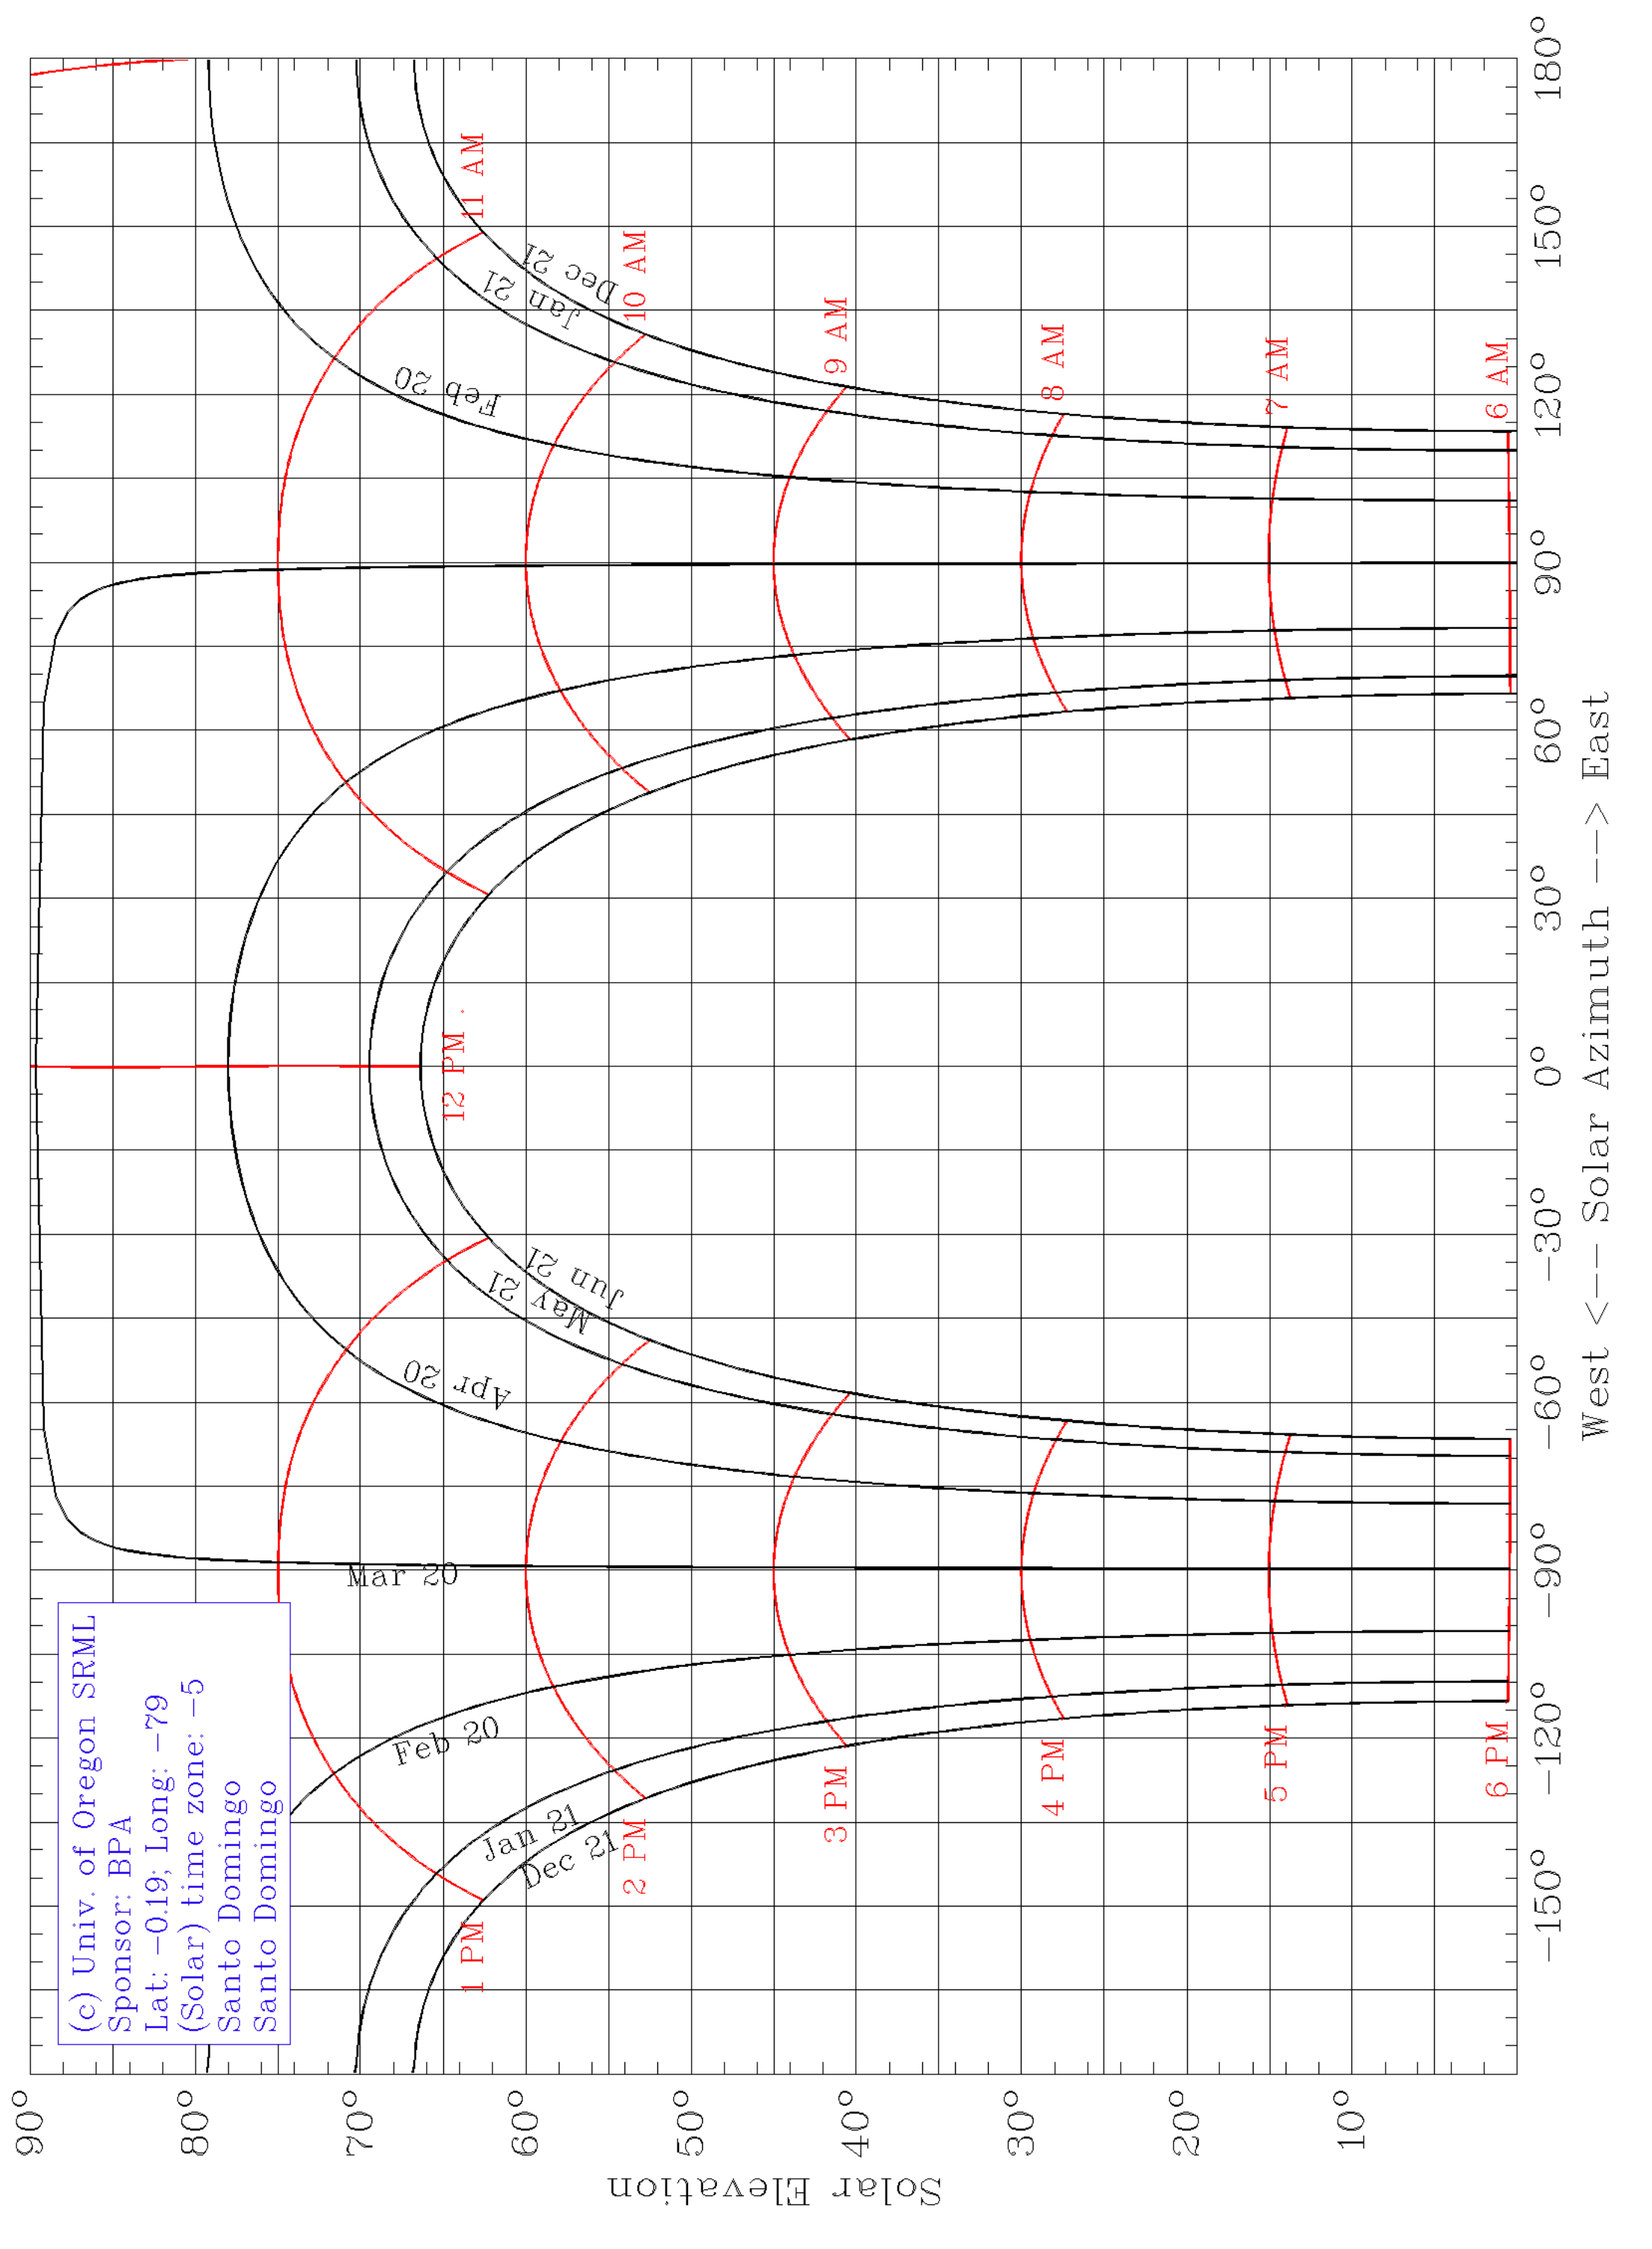 (c) Univ. of Oregon SRML
Sponsor: BPA
Lat: −0.19; Long: −79
(Solar) time zone: −5
Santo Domingo
Santo Domingo
90°
80°
70°
60°
50°
40°
30°
20°
10°
Solar Elevation
−150°
−120°
−90°
−60°
−30°
0°
30°
60°
90°
120°
150°
180°
West <−− Solar Azimuth −−> East
1 PM
2 PM
3 PM
4 PM
5 PM
6 PM
12 PM .
11 AM
10 AM
9 AM
8 AM
7 AM
6 AM
Dec 21
Jan 21
Feb 20
Mar 20
Apr 20
May 21
Jun 21
Feb 20
Jan 21
Dec 21